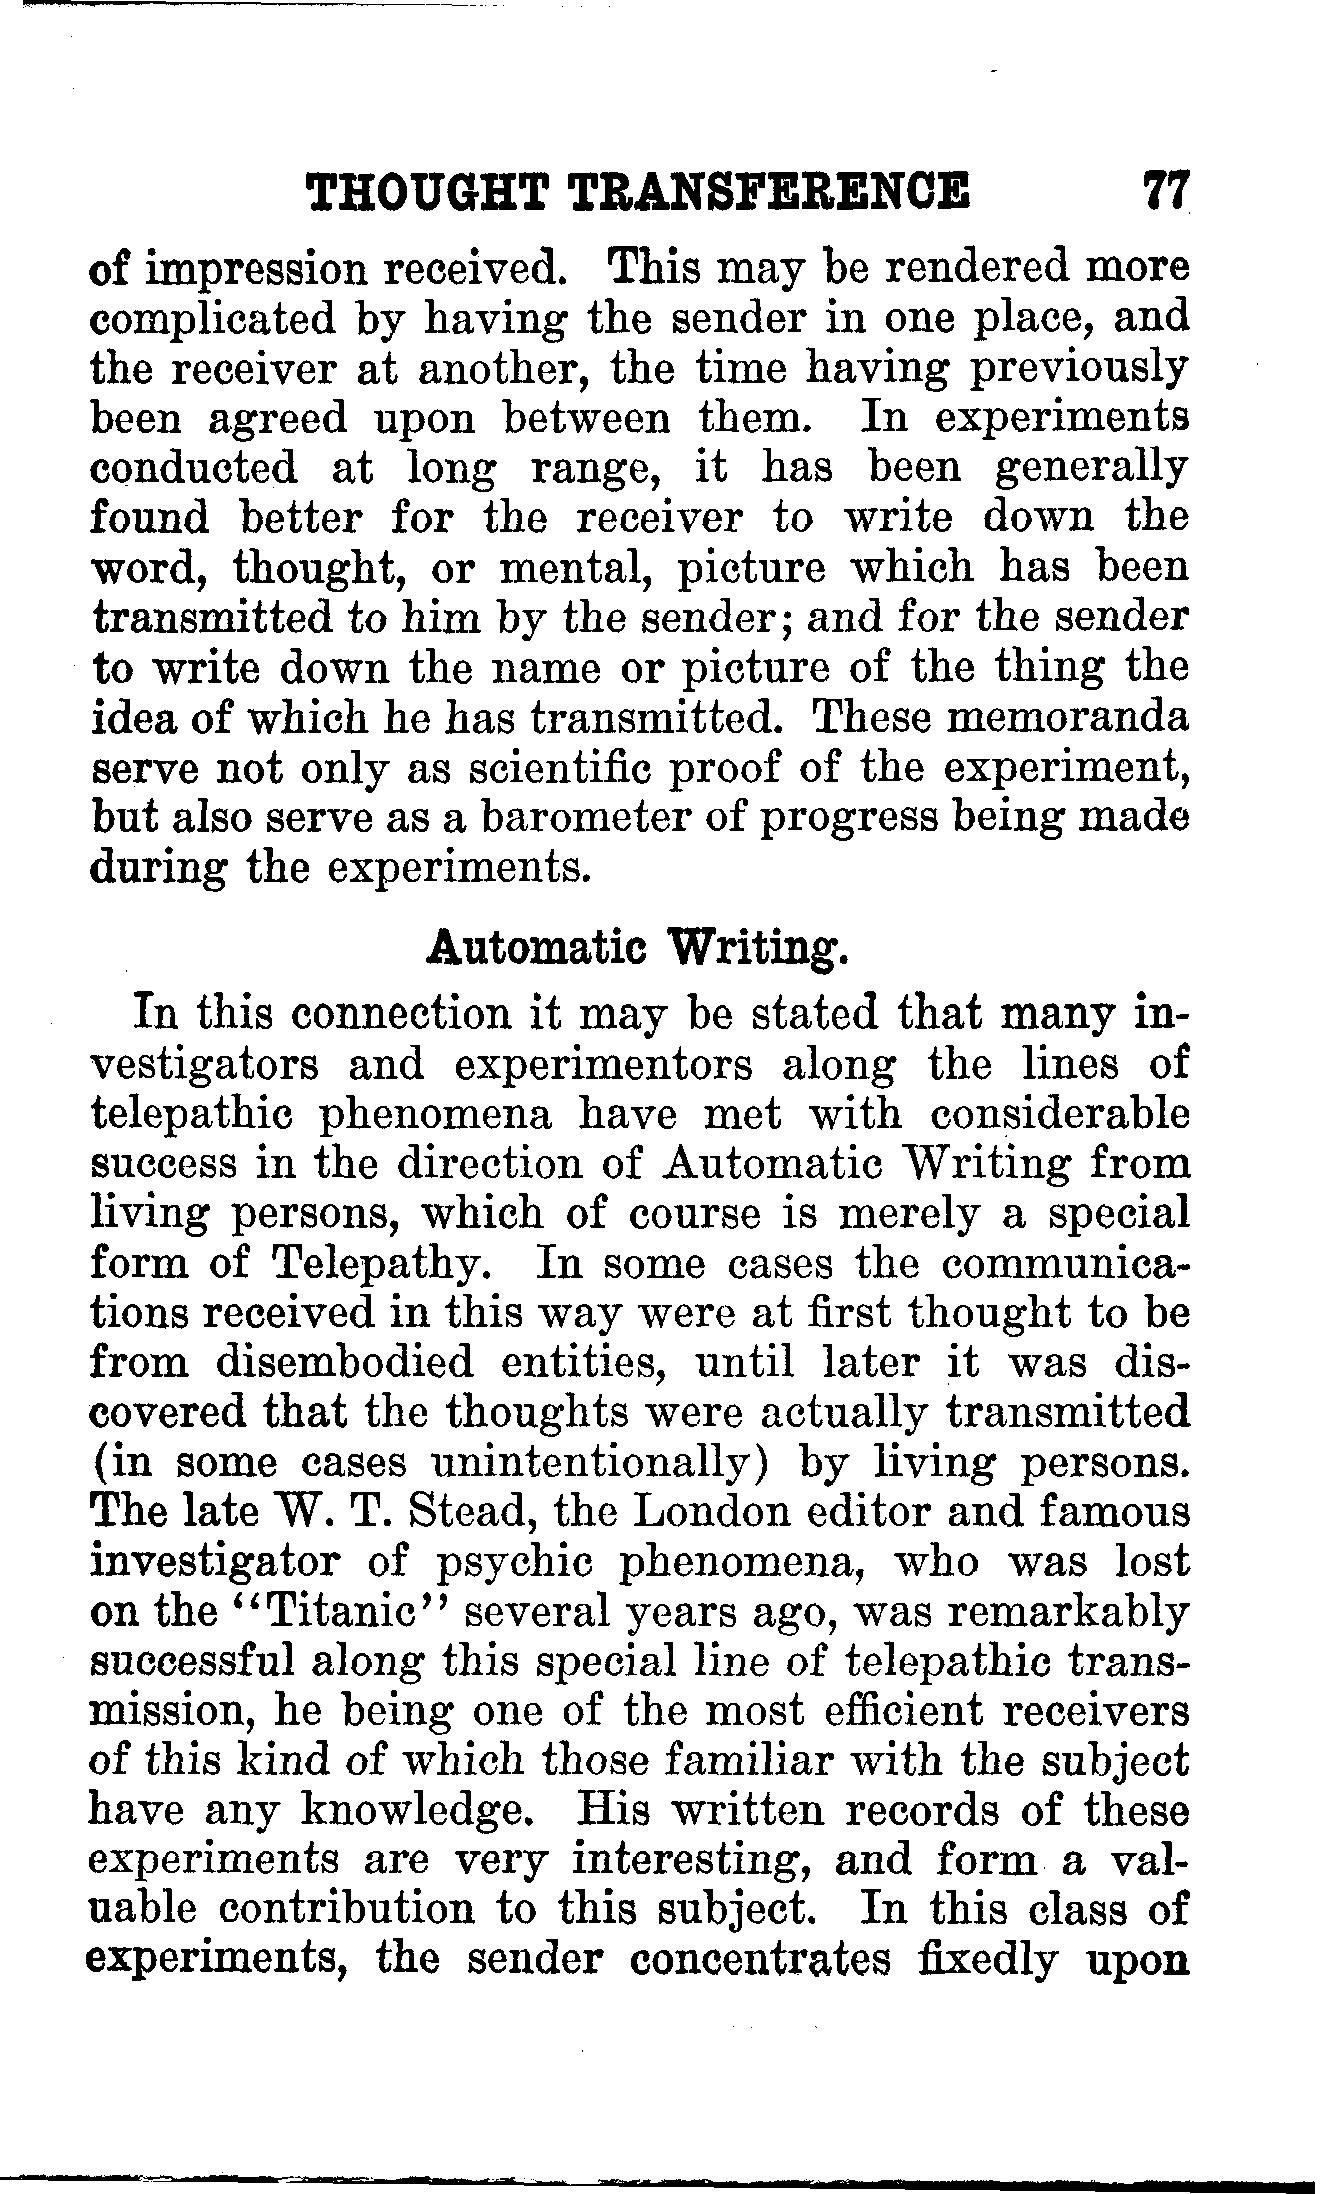 THOUGHT TRANSFERENCE 77
of impression received. This may be rendered more
complicated by having the sender in one place, and
the receiver at another, the time having previously
been agreed upon between them. In experiments
conducted at long range, it has been generally
found better for the receiver to write down the
word, thought, or mental, picture which has been
transmitted to him by the sender; and for the sender
to write down the name or picture of the thing the
idea of which he has transmitted. These memoranda
serve not only as scientific proof of the experiment,
but also serve as a barometer of progress being made
during the experiments.
Automatic Writing.
In this connection it may be stated that many in-
vestigators and experimentors along the lines of
telepathic phenomena have met with considerable
success in the direction of Automatic Writing from
living persons, which of course is merely a special
form of Telepathy. In some cases the communica-
tions received in this way were at first thought to be
from disembodied entities, until later it was dis-
covered that the thoughts were actually transmitted
(in some cases unintentionally) by living persons.
The late W. T. Stead, the London editor and famous
investigator of psychic phenomena, who was lost
on the "Titanic" several years ago, was remarkably
successful along this special line of telepathic trans-
mission, he being one of the most efficient receivers
of this kind of which those familiar with the subject
have any knowledge. His written records of these
experiments are very interesting, and form a val-
uable contribution to this subject. In this class of
experiments, the sender concentrates fixedly upon